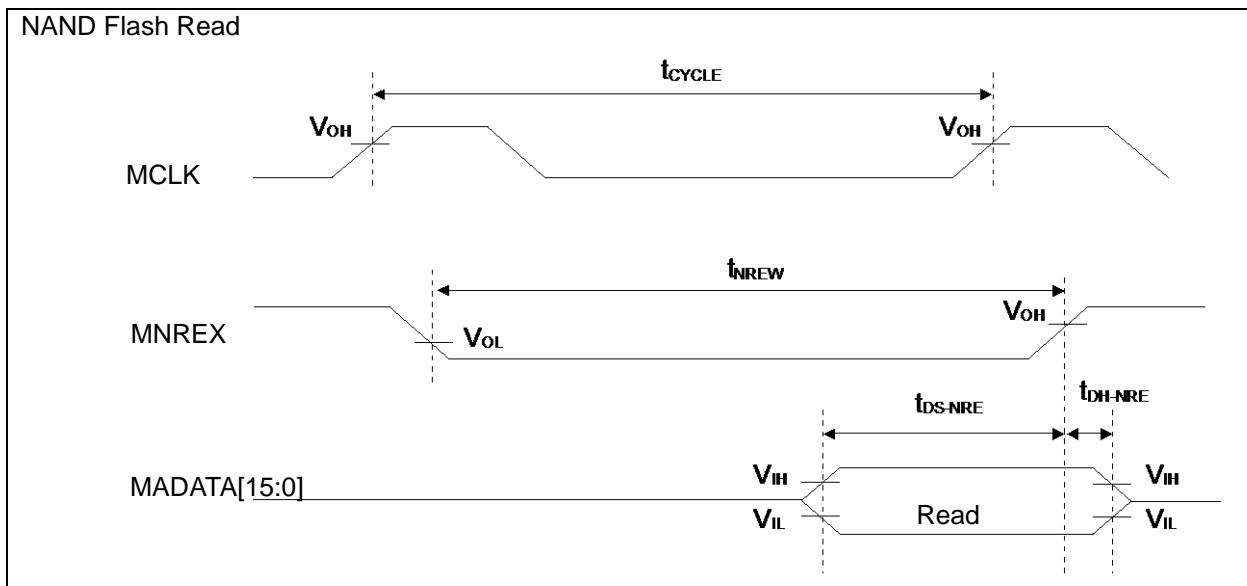 NAND Flash Read
tCYCLE
VOH VOH
MCLK
tNREW
VOH
MNREX VOL
tDS-NRE tDH-NRE
VIH VIH
MADATA[15:0]
VIL Read VIL